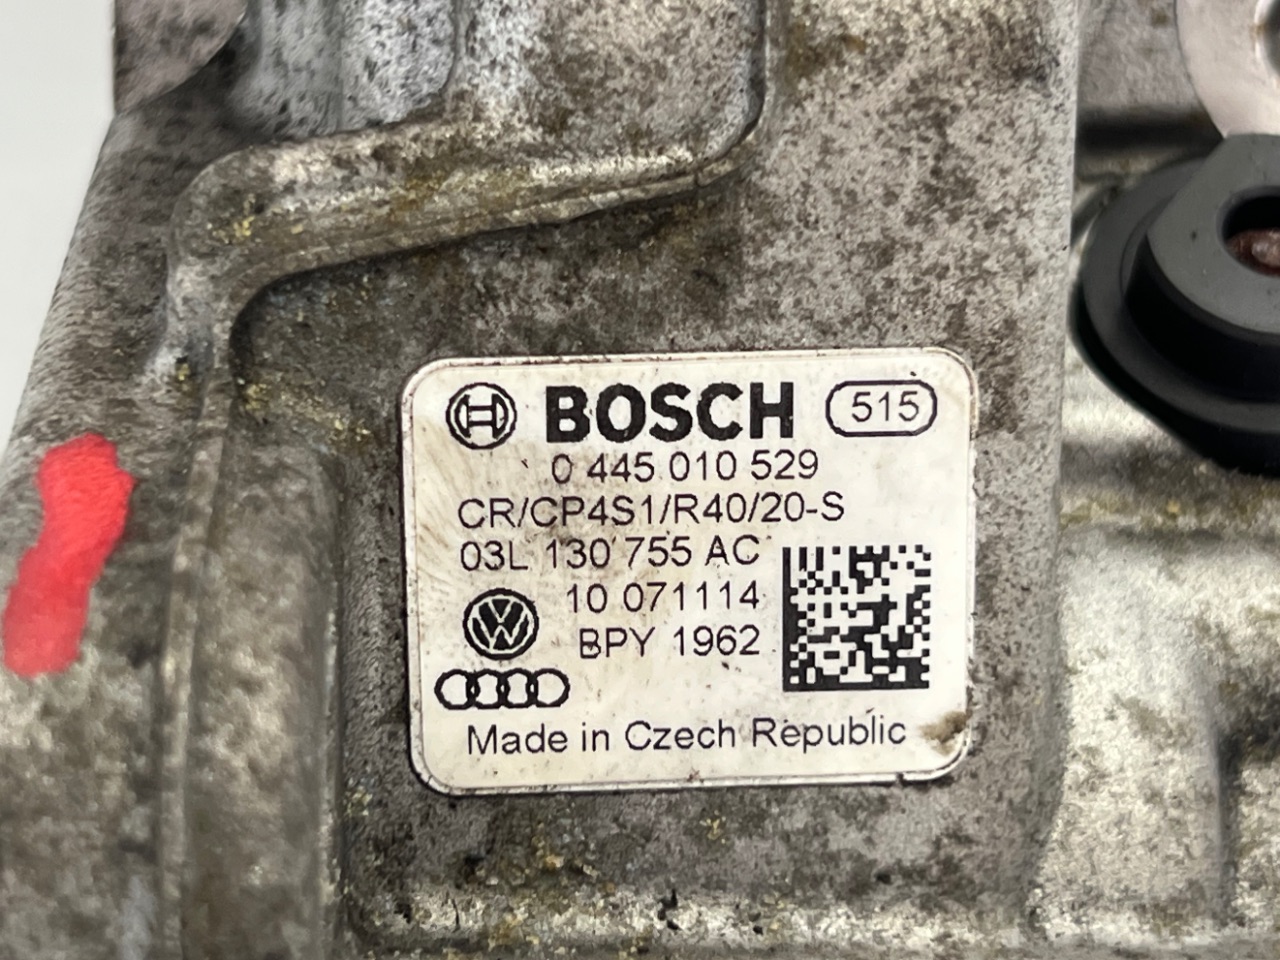 BOSCH 515
0 445 010 529
CR/CP4S1/R40/20-S
03L 130 755 AC
10 071114
BPY 1962
Made in Czech Republic